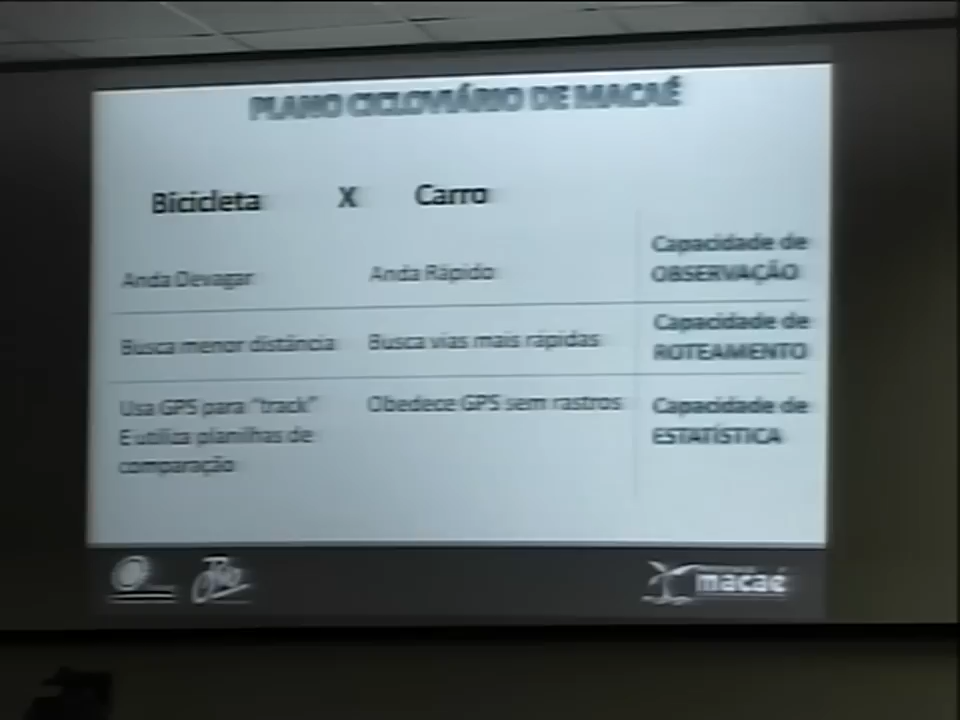 PLANO CICLOVIÁRIO DE MACAÉ
Bicicleta X Carro
Anda Devagar Anda Rápido Capacidade de
OBSERVAÇÃO
Busca menor distância Busca vias mais rápidas Capacidade de
ROTEAMENTO
Usa GPS para "track" Obedece GPS sem rastros Capacidade de
E utiliza planilhas de ESTATÍSTICA
comparação
macaé